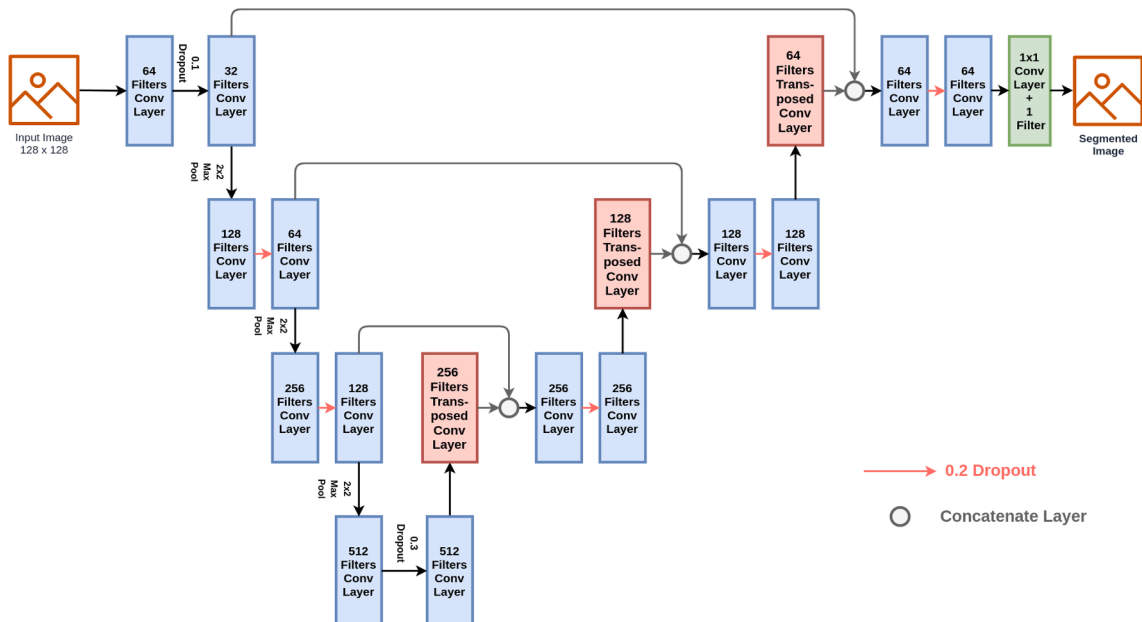 Input Image
128 x 128
64
Filters
Conv
Layer
0.1
Dropout
32
Filters
Conv
Layer
64
Filters
Trans-
posed
Conv
Layer
64
Filters
Conv
Layer
64
Filters
Conv
Layer
1x1
Conv
Layer
+
1
Filter
Segmented
Image
2x2
Max
Pool
128
Filters
Conv
Layer
64
Filters
Conv
Layer
128
Filters
Trans-
posed
Conv
Layer
128
Filters
Conv
Layer
128
Filters
Conv
Layer
2x2
Max
Pool
256
Filters
Conv
Layer
128
Filters
Conv
Layer
256
Filters
Trans-
posed
Conv
Layer
256
Filters
Conv
Layer
256
Filters
Conv
Layer
2x2
Max
Pool
512
Filters
Conv
Layer
0.3
Dropout
512
Filters
Conv
Layer
0.2 Dropout
Concatenate Layer